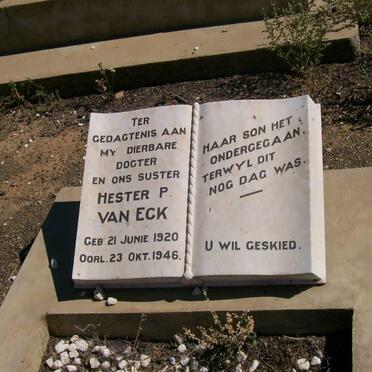 TER
GEDAGTENIS AAN
MY DIERBARE
DOGTER
EN ONS SUSTER
HESTER P.
VAN ECK
GEB. 21 JUNIE 1920
OORL. 23 OKT. 1946.
HAAR SON HET
ONDERGEGAAN,
TERWYL DIT
NOG DAG WAS.
U WIL GESKIED.